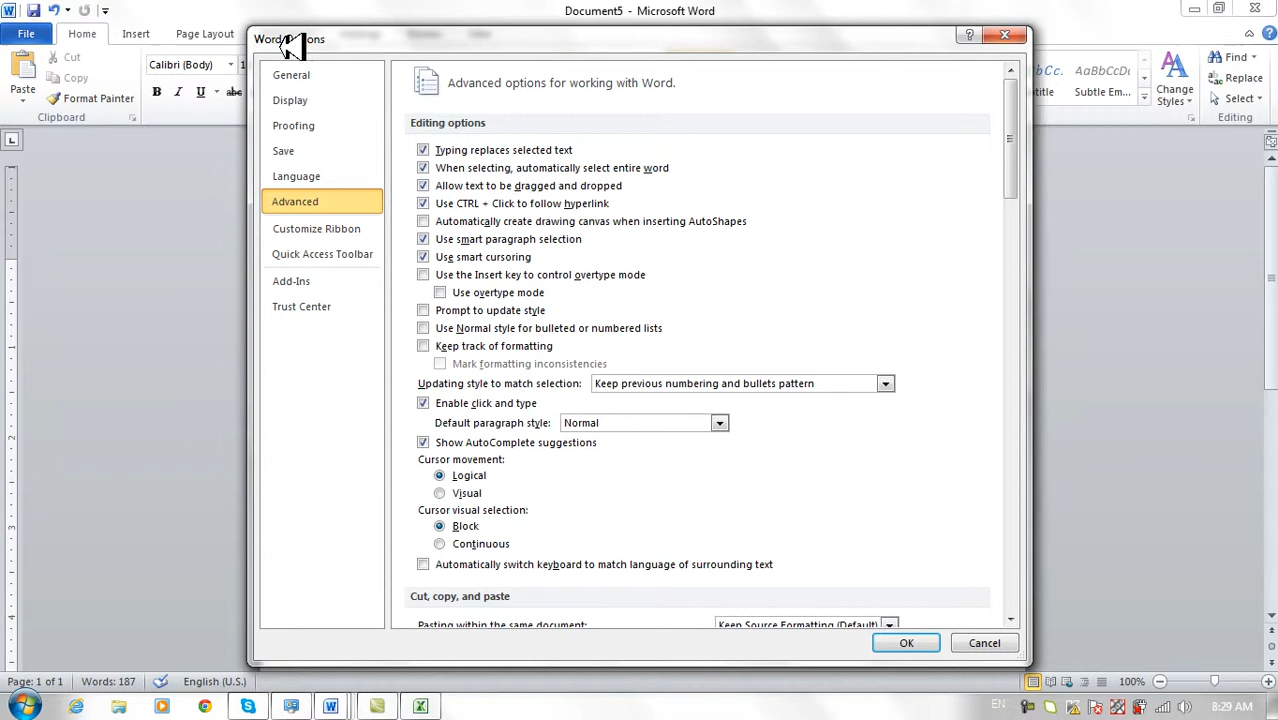 Document5 - Microsoft Word
File Home Insert Page Layout
Cut
Copy
Paste
Format Painter
Clipboard
Calibri (Body)
B I U abc
Subtle Em...
Change
Styles
Find
Replace
Select
Editing
General
Display
Proofing
Save
Language
Advanced
Customize Ribbon
Quick Access Toolbar
Add-Ins
Trust Center
Advanced options for working with Word.
Editing options
Typing replaces selected text
When selecting, automatically select entire word
Allow text to be dragged and dropped
Use CTRL + Click to follow hyperlink
Automatically create drawing canvas when inserting AutoShapes
Use smart paragraph selection
Use smart cursoring
Use the Insert key to control overtype mode
Use overtype mode
Prompt to update style
Use Normal style for bulleted or numbered lists
Keep track of formatting
Mark formatting inconsistencies
Updating style to match selection: Keep previous numbering and bullets pattern
Enable click and type
Default paragraph style: Normal
Show AutoComplete suggestions
Cursor movement:
Logical
Visual
Cursor visual selection:
Block
Continuous
Automatically switch keyboard to match language of surrounding text
Cut, copy, and paste
Pasting within the same document: Keep Source Formatting (Default)
OK Cancel
Page: 1 of 1 Words: 187 English (U.S.) 100%
EN 8:29 AM